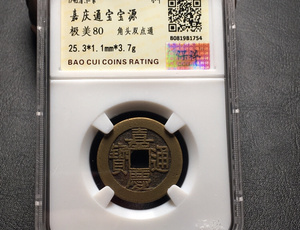 嘉庆通宝宝源
极美80 角头双点通
25.3*1.1mm*3.7g
BAO CUI COINS RATING
8081981754
嘉慶通寶